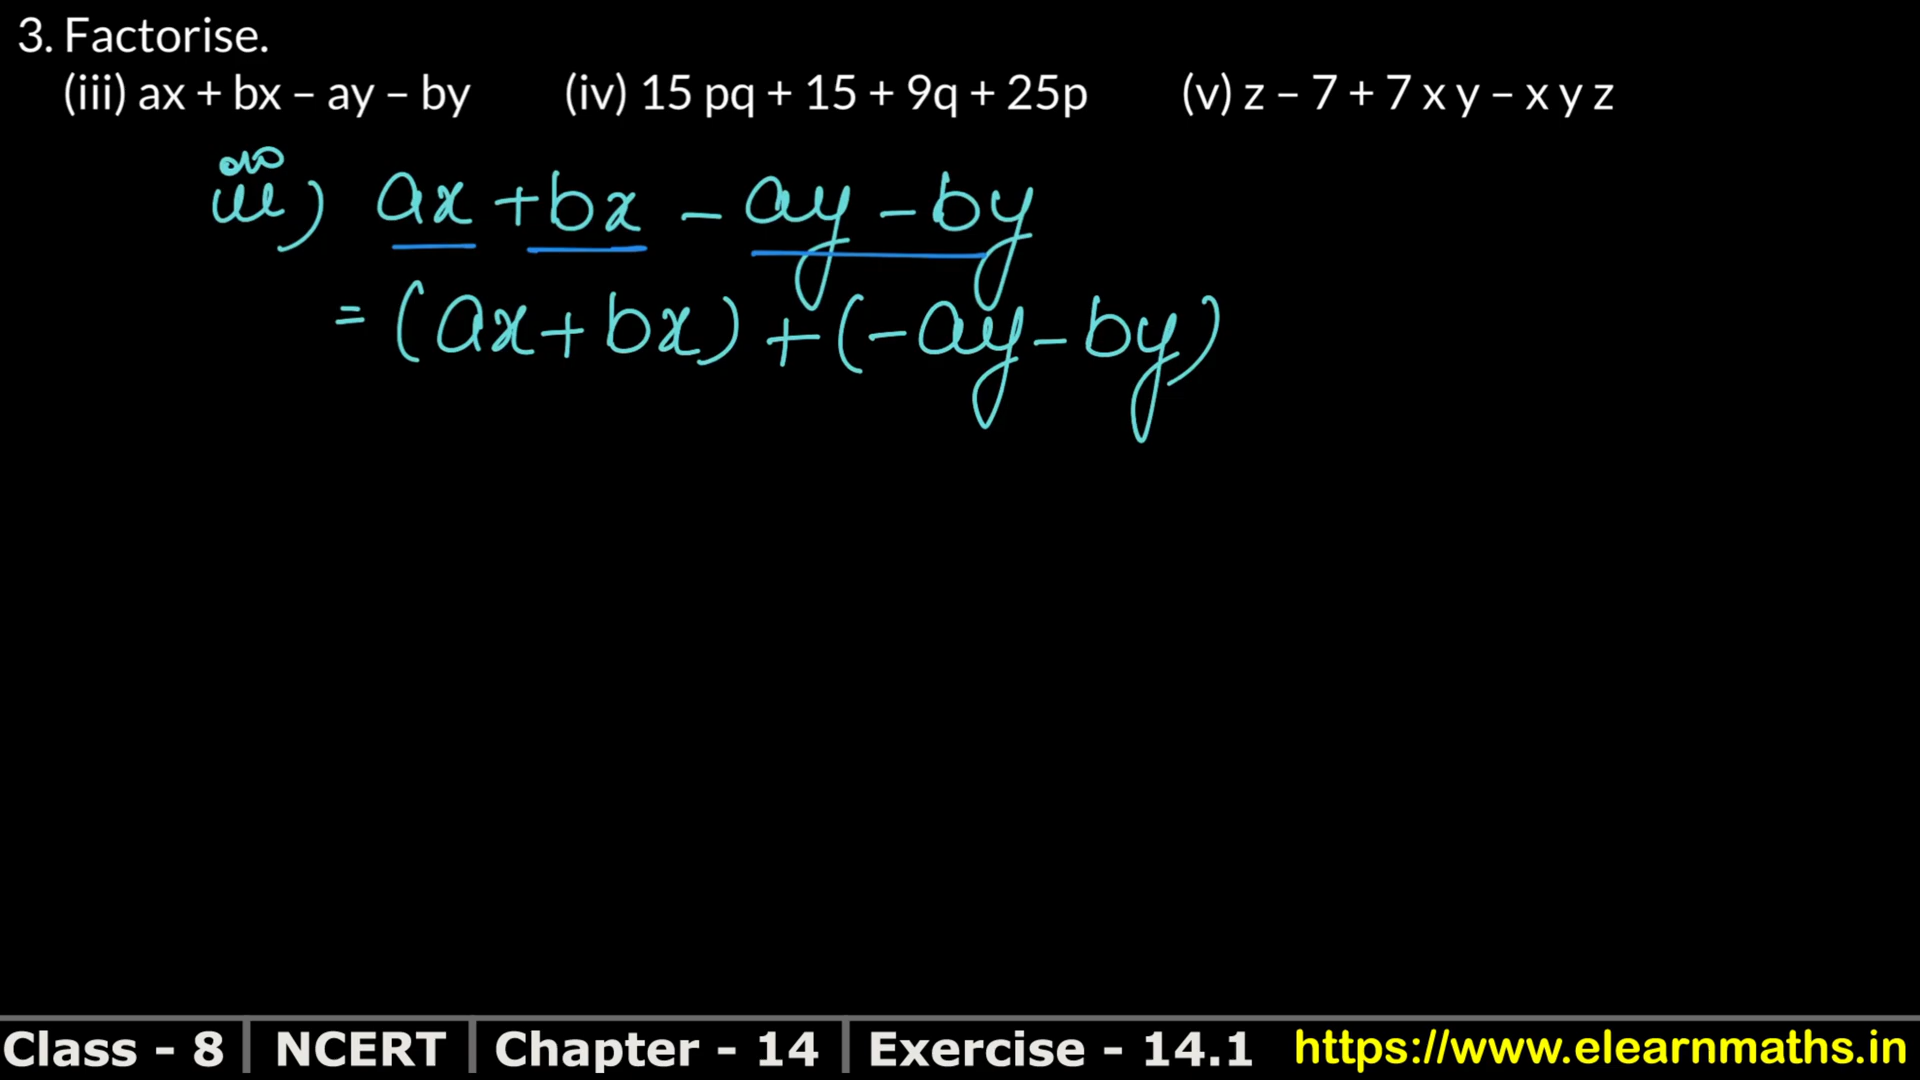 3. Factorise.
(iii) ax + bx – ay – by (iv) 15 pq + 15 + 9q + 25p (v) z – 7 + 7 x y – x y z
iii) ax + bx - ay - by
= (ax + bx) + (-ay - by)
Class - 8 | NCERT | Chapter - 14 | Exercise - 14.1 https://www.elearnmaths.in